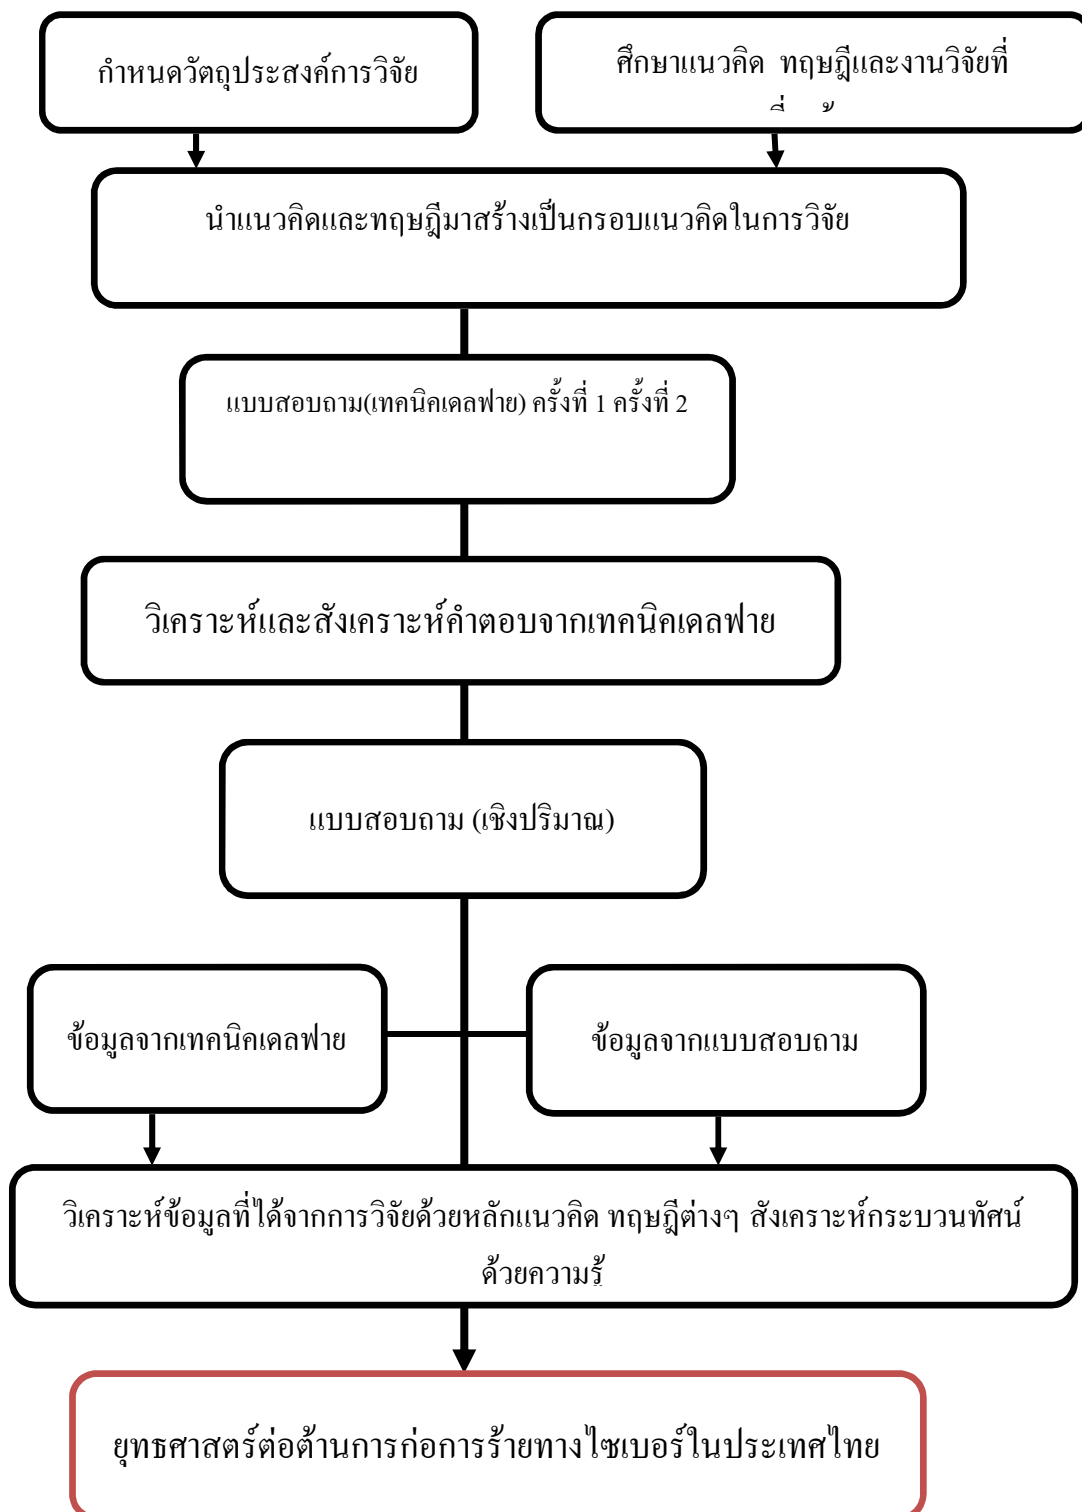 กำหนดวัตถุประสงค์การวิจัย
ศึกษาแนวคิด ทฤษฎีและงานวิจัยที่
นำแนวคิดและทฤษฎีมาสร้างเป็นกรอบแนวคิดในการวิจัย
แบบสอบถาม(เทคนิคเดลฟาย) ครั้งที่ 1 ครั้งที่ 2
วิเคราะห์และสังเคราะห์คำตอบจากเทคนิคเดลฟาย
แบบสอบถาม (เชิงปริมาณ)
ข้อมูลจากเทคนิคเดลฟาย
ข้อมูลจากแบบสอบถาม
วิเคราะห์ข้อมูลที่ได้จากการวิจัยด้วยหลักแนวคิด ทฤษฎีต่างๆ สังเคราะห์กระบวนทัศน์
ด้วยความรู้
ยุทธศาสตร์ต่อต้านการก่อการร้ายทางไซเบอร์ในประเทศไทย